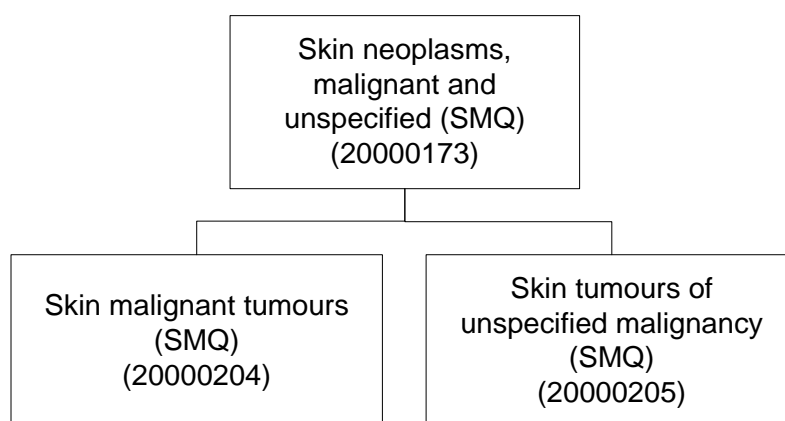 Skin neoplasms,
malignant and
unspecified (SMQ)
(20000173)
Skin malignant tumours
(SMQ)
(20000204)
Skin tumours of
unspecified malignancy
(SMQ)
(20000205)